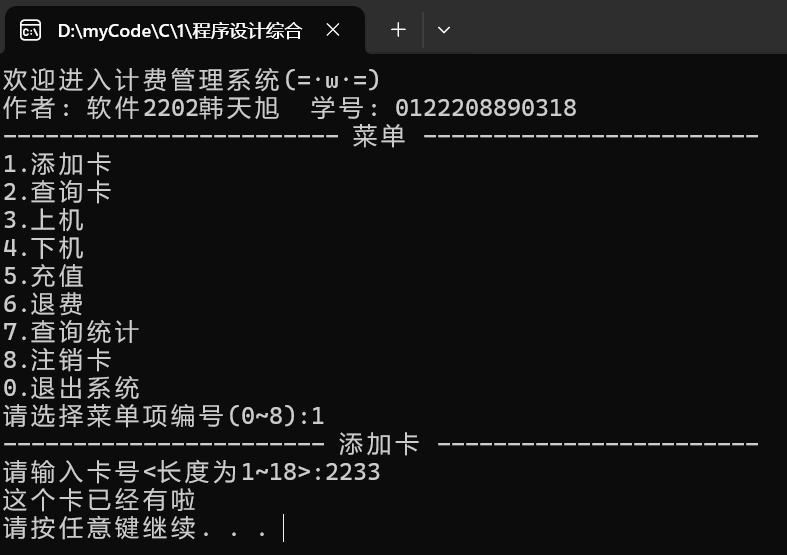 D:\myCode\C\1\程序设计综合
欢迎进入计费管理系统(=·ω·=)
作者: 软件2202韩天旭  学号: 0122208890318
------------------------ 菜单 ------------------------
1.添加卡
2.查询卡
3.上机
4.下机
5.充值
6.退费
7.查询统计
8.注销卡
0.退出系统
请选择菜单项编号(0~8):1
----------------------- 添加卡 -----------------------
请输入卡号<长度为1~18>:2233
这个卡已经有啦
请按任意键继续. . .